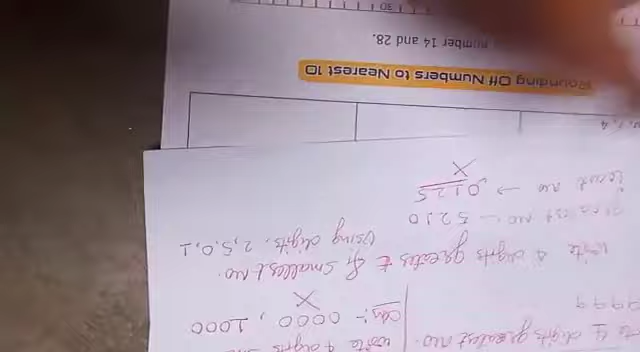 te 4 digits greatest no.
9999
write 4 digits
Ans :- 0000, 1000
X
write 4 digits greatest & smallest no.
using digits. 2,5,0,1
no. - 5210
least no → 0125
X
Rounding Off Numbers to Nearest 10
number 14 and 28.
30